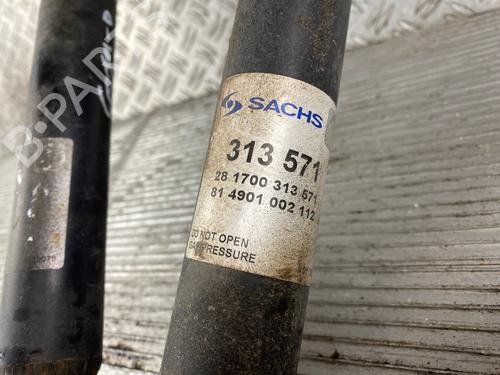 SACHS
313 571
28 1700 313 571
81 4901 002 112
DO NOT OPEN
GAS PRESSURE
B-PARTS